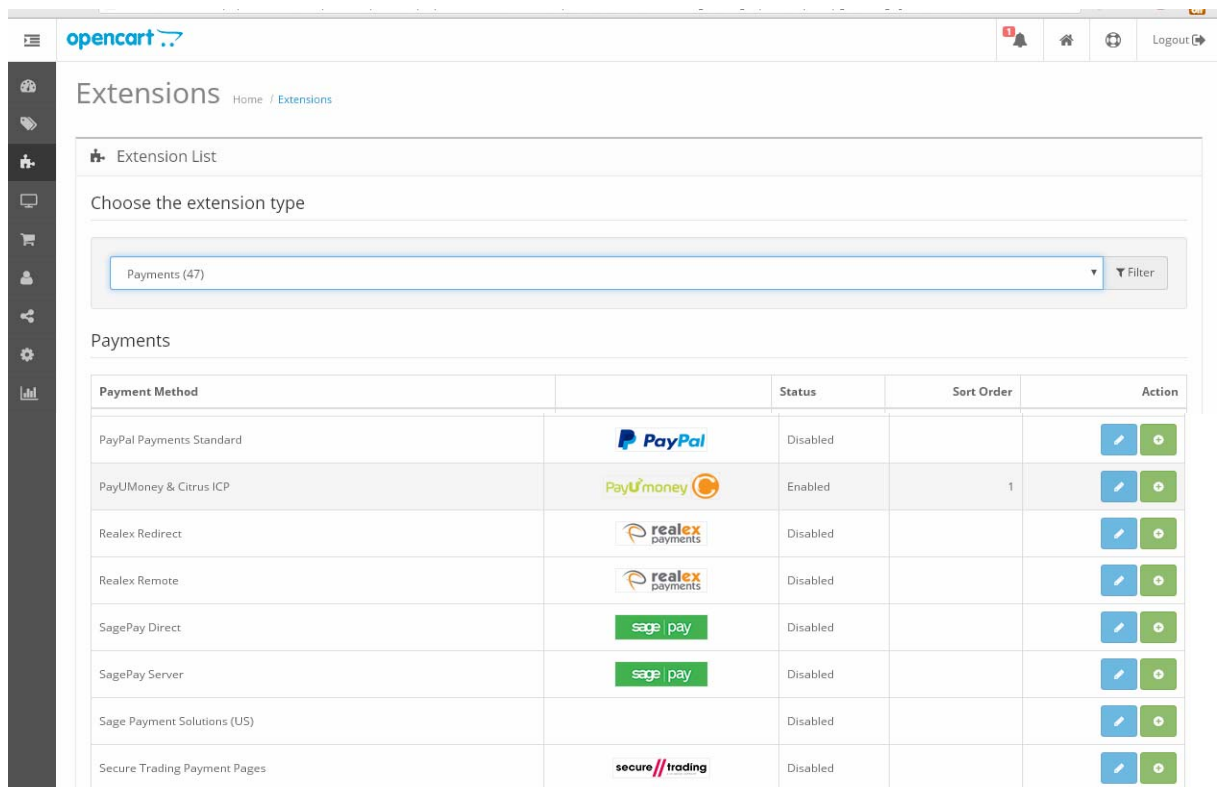 opencart
1
Logout
Extensions Home / Extensions
Extension List
Choose the extension type
Payments (47)
Filter
Payments
Payment Method Status Sort Order Action
PayPal Payments Standard PayPal Disabled
PayUMoney & Citrus ICP PayUmoney Enabled 1
Realex Redirect realex payments Disabled
Realex Remote realex payments Disabled
SagePay Direct sage pay Disabled
SagePay Server sage pay Disabled
Sage Payment Solutions (US) Disabled
Secure Trading Payment Pages secure//trading Disabled